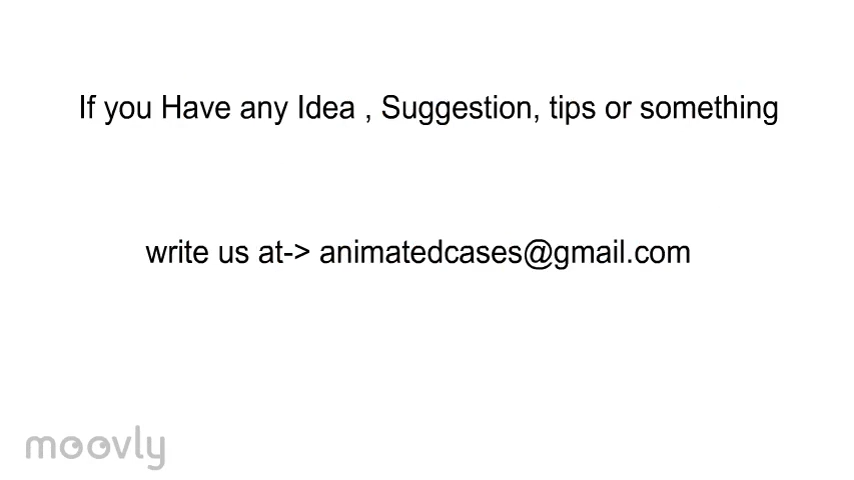 If you Have any Idea , Suggestion, tips or something
write us at-> animatedcases@gmail.com
moovly